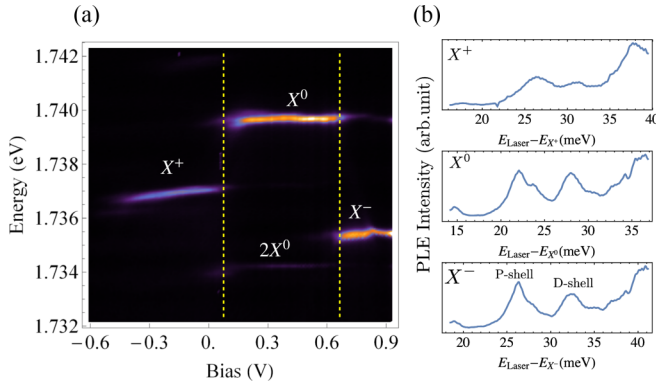 (a)
(b)
1.742
1.740
1.738
1.736
1.734
1.732
Energy (eV)
X⁺
X⁰
X⁻
2X⁰
−0.6
−0.3
0.
0.3
0.6
0.9
Bias (V)
PLE Intensity (arb.unit)
X⁺
20
25
30
35
40
E_Laser−E_X⁺(meV)
X⁰
15
20
25
30
35
E_Laser−E_X⁰(meV)
X⁻
P-shell
D-shell
20
25
30
35
40
E_Laser−E_X⁻(meV)